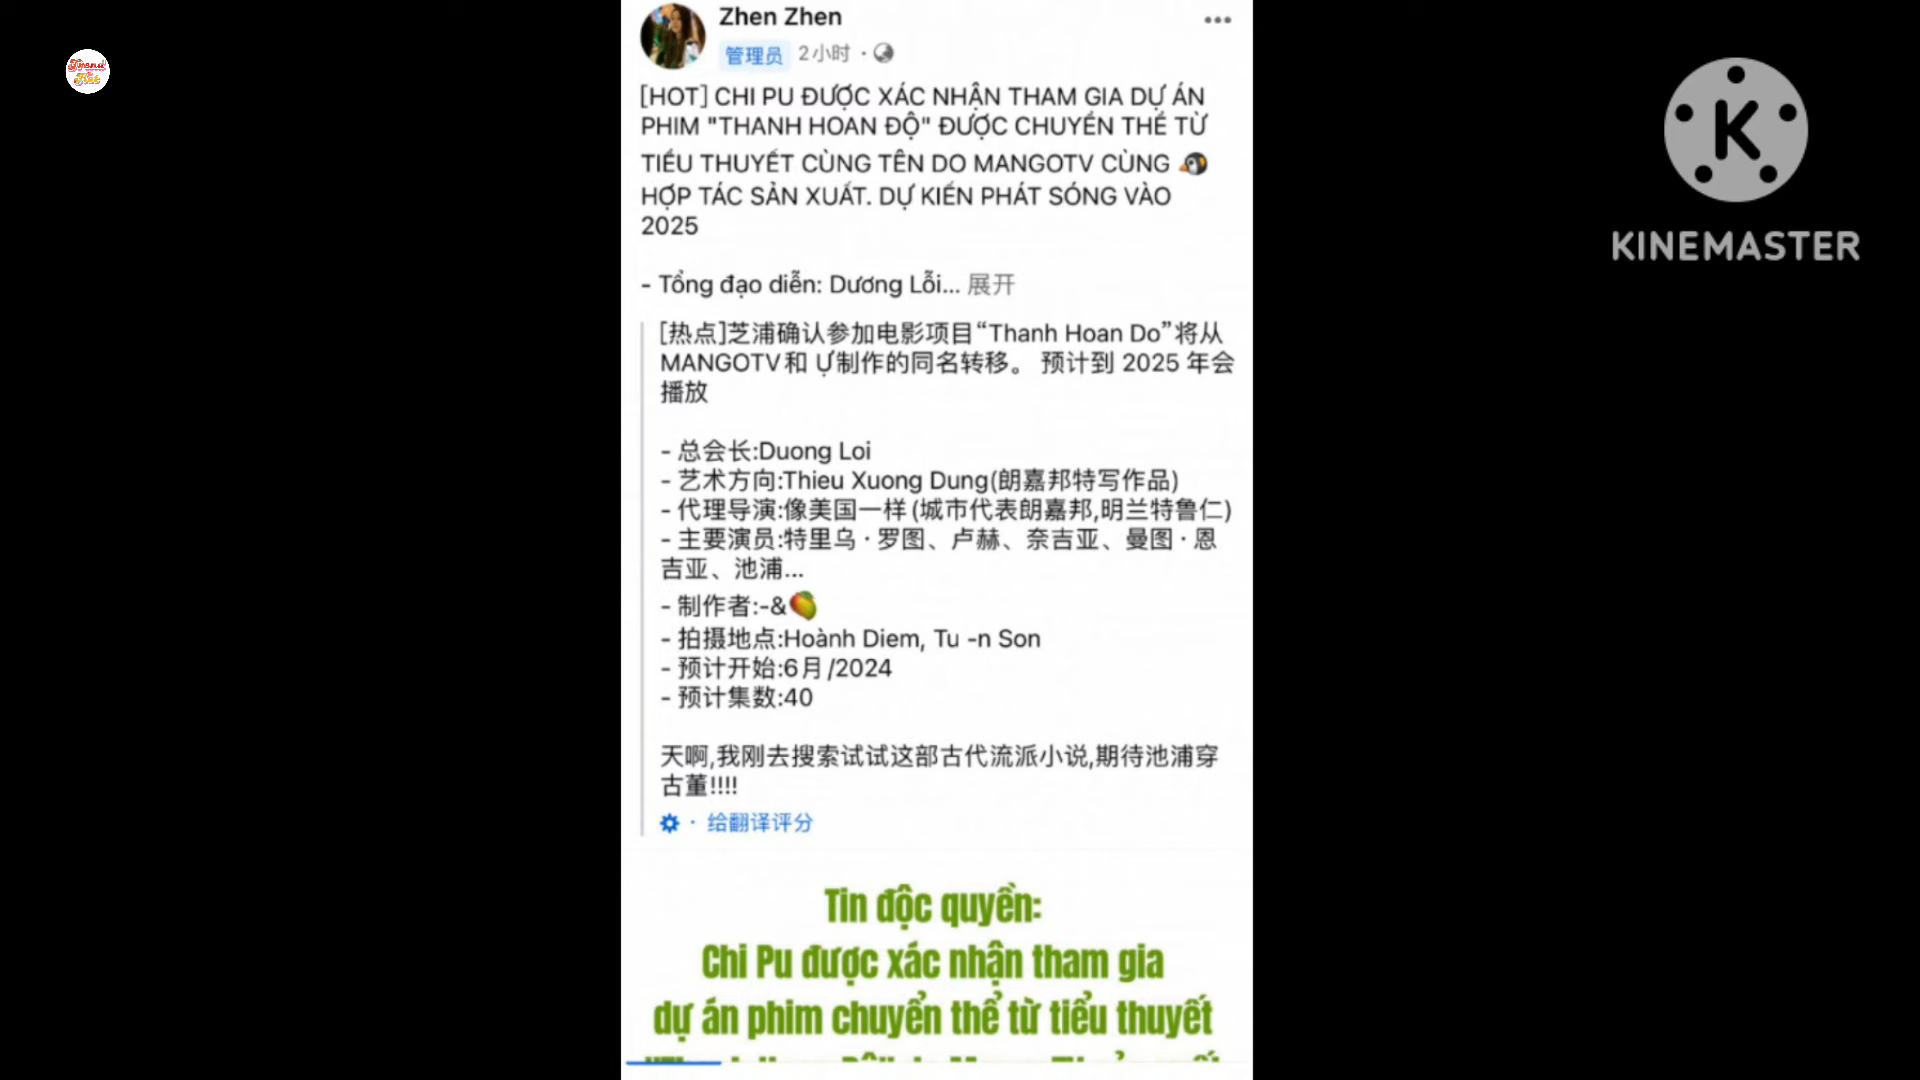 Trend
Hot
Zhen Zhen
管理员 2小时 ·
[HOT] CHI PU ĐƯỢC XÁC NHẬN THAM GIA DỰ ÁN
PHIM "THANH HOAN ĐỘ" ĐƯỢC CHUYỂN THỂ TỪ
TIỂU THUYẾT CÙNG TÊN DO MANGOTV CÙNG 🐧
HỢP TÁC SẢN XUẤT. DỰ KIẾN PHÁT SÓNG VÀO
2025
- Tổng đạo diễn: Dương Lỗi... 展开
[热点]芝浦确认参加电影项目“Thanh Hoan Do”将从
MANGOTV和 Ự制作的同名转移。 预计到 2025 年会
播放
- 总会长:Duong Loi
- 艺术方向:Thieu Xuong Dung(朗嘉邦特写作品)
- 代理导演:像美国一样(城市代表朗嘉邦,明兰特鲁仁)
- 主要演员:特里乌 · 罗图、卢赫、奈吉亚、曼图 · 恩
吉亚、池浦...
- 制作者:-&🥭
- 拍摄地点:Hoành Diem, Tu -n Son
- 预计开始:6月/2024
- 预计集数:40
天啊,我刚去搜索试试这部古代流派小说,期待池浦穿
古董!!!!
· 给翻译评分
Tin độc quyền:
Chi Pu được xác nhận tham gia
dự án phim chuyển thể từ tiểu thuyết
K
KINEMASTER